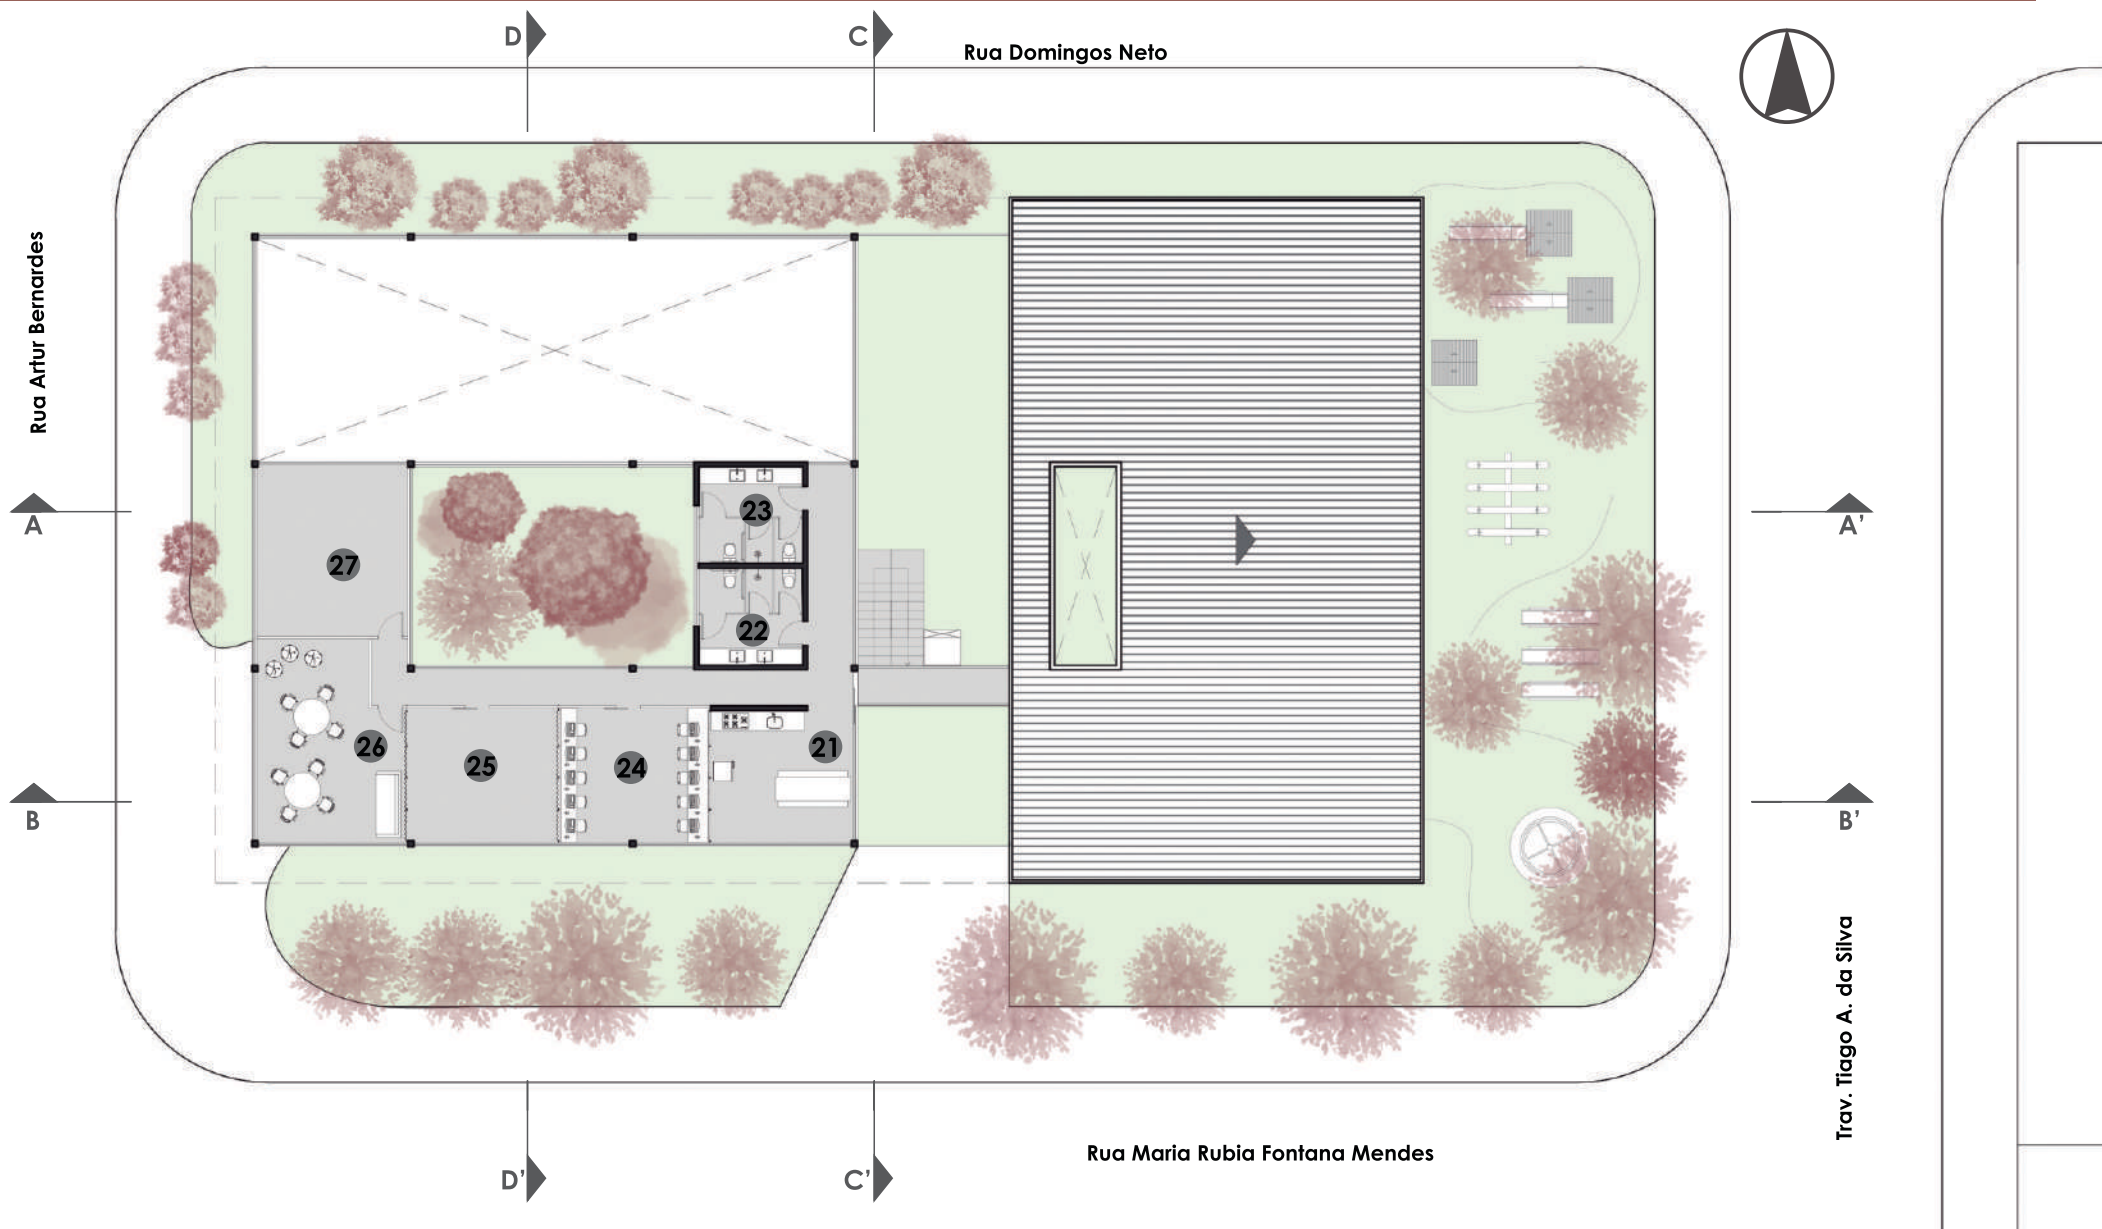 D
C
Rua Domingos Neto
Rua Artur Bernardes
23
A
A'
27
22
26
21
25
24
B
B'
Trav. Tiago A. da Silva
Rua Maria Rubia Fontana Mendes
D'
C'